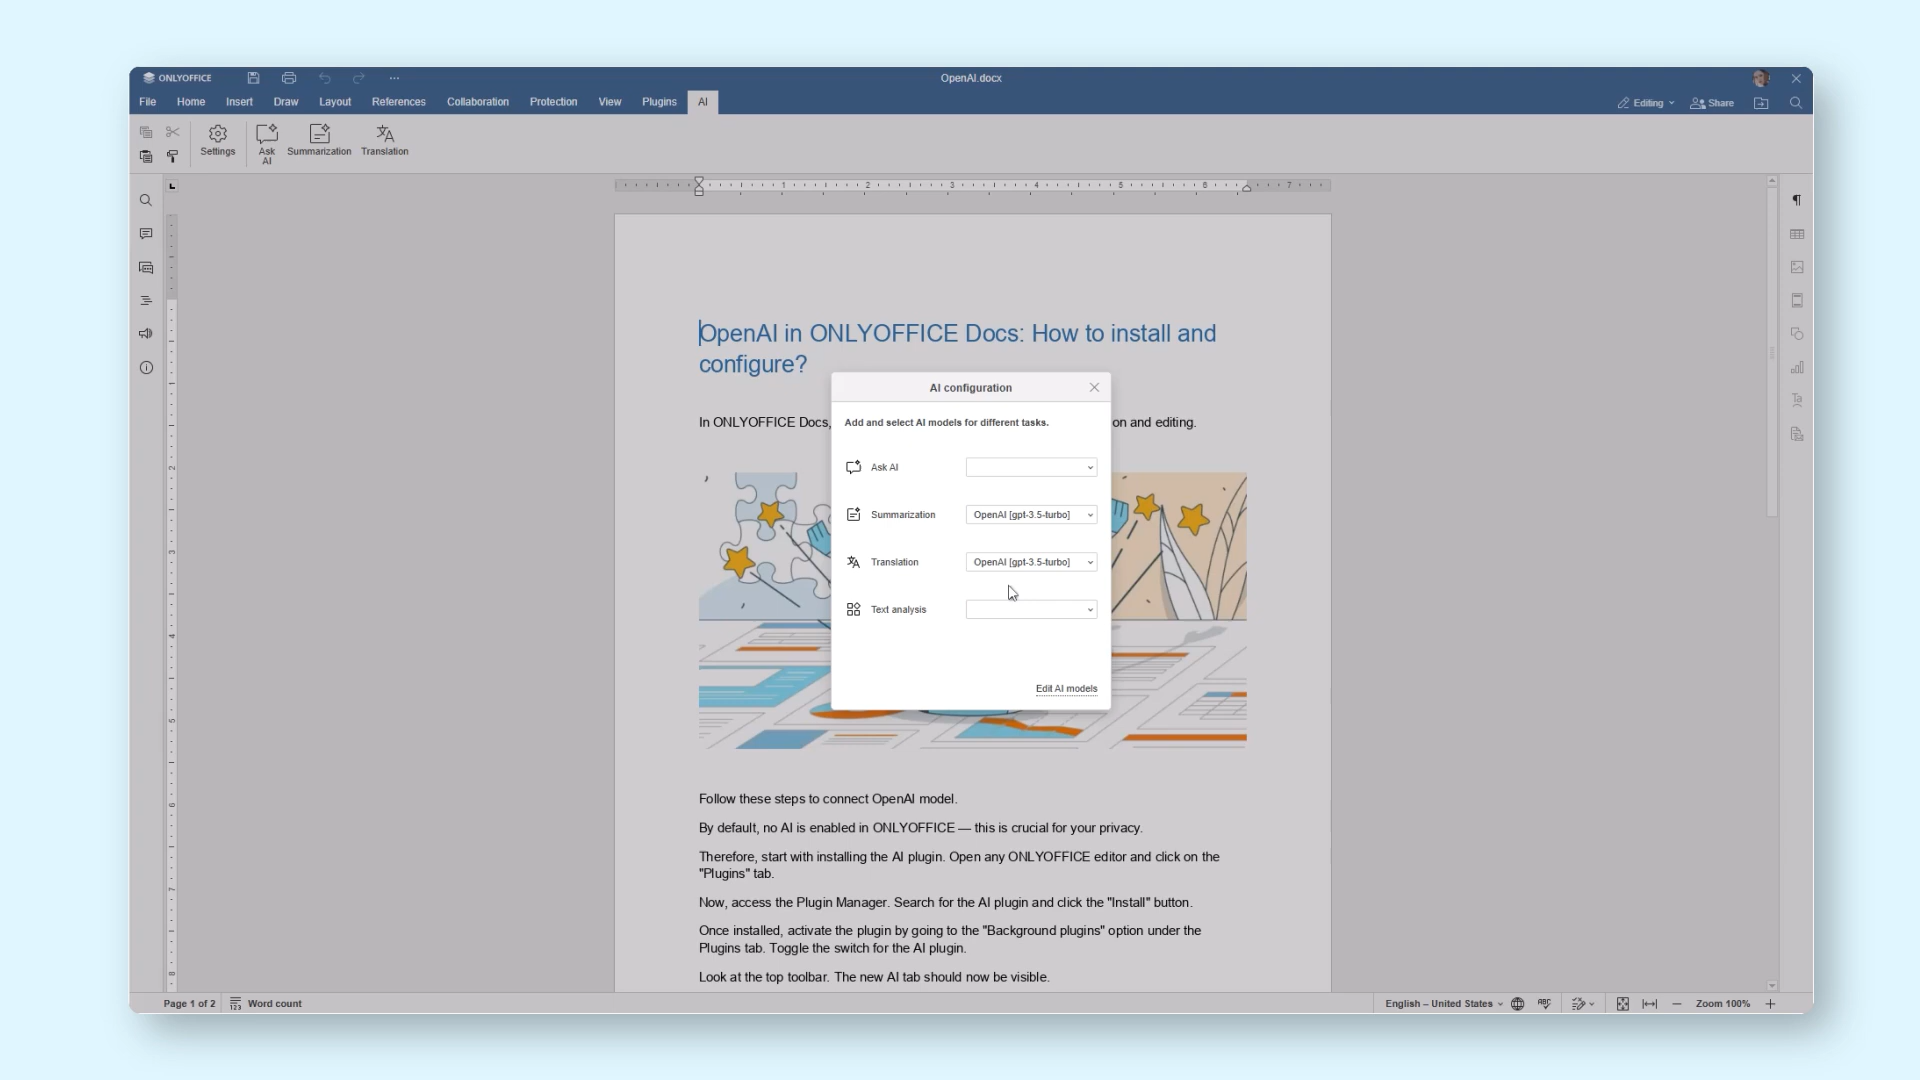 ONLYOFFICE
OpenAI.docx
File Home Insert Draw Layout References Collaboration Protection View Plugins AI
Editing Share
Settings
Ask AI
Summarization
Translation
1 2 3 4 5 6 7
OpenAI in ONLYOFFICE Docs: How to install and
configure?
In ONLYOFFICE Docs, on and editing.
AI configuration
Add and select AI models for different tasks.
Ask AI
Summarization OpenAI [gpt-3.5-turbo]
Translation OpenAI [gpt-3.5-turbo]
Text analysis
Edit AI models
Follow these steps to connect OpenAI model.
By default, no AI is enabled in ONLYOFFICE — this is crucial for your privacy.
Therefore, start with installing the AI plugin. Open any ONLYOFFICE editor and click on the
"Plugins" tab.
Now, access the Plugin Manager. Search for the AI plugin and click the "Install" button.
Once installed, activate the plugin by going to the "Background plugins" option under the
Plugins tab. Toggle the switch for the AI plugin.
Look at the top toolbar. The new AI tab should now be visible.
Page 1 of 2 Word count
English – United States Zoom 100%